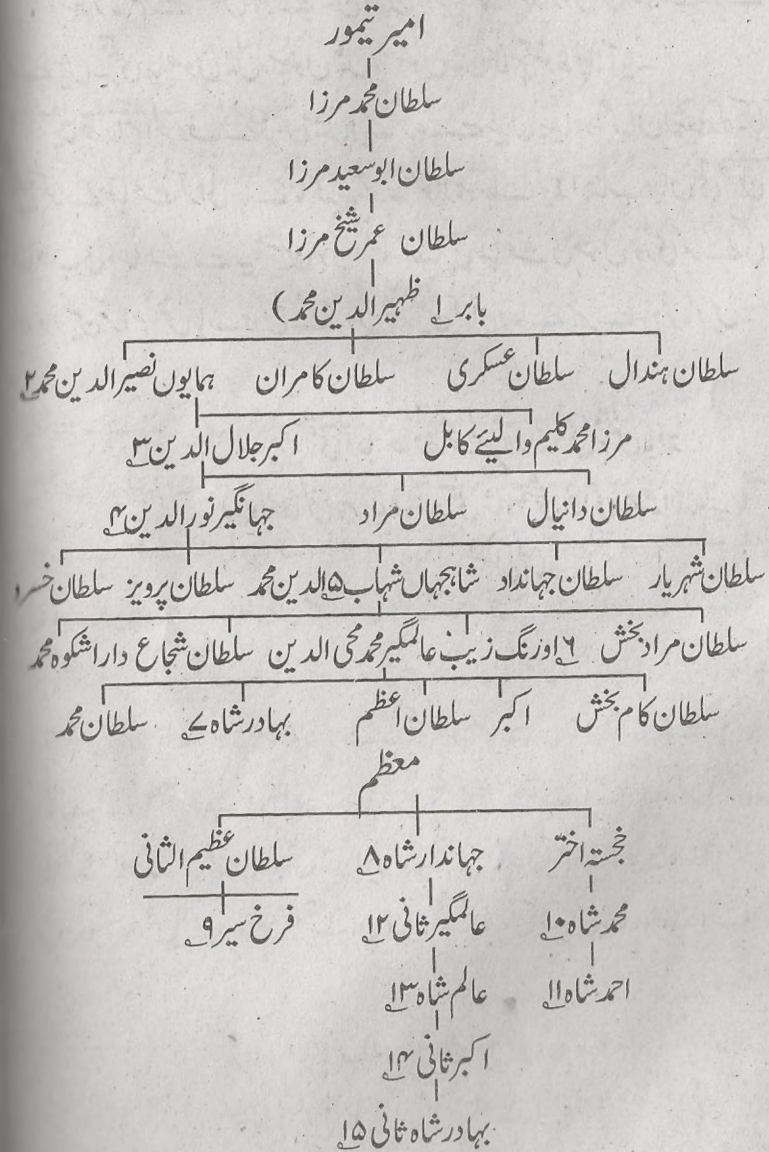 امیر تیمور
سلطان محمد مرزا
سلطان ابوسعید مرزا
سلطان عمر شیخ مرزا
بابر ۱ ظہیر الدین محمد)
سلطان ہندال سلطان عسکری سلطان کامران ہمایوں نصیر الدین محمد ۲
مرزا محمد کلیم والیئے کابل اکبر جلال الدین ۳
سلطان دانیال سلطان مراد جہانگیر نور الدین ۴
سلطان شہریار سلطان جہانداد شاہجہاں شہاب ۵ الدین محمد سلطان پرویز سلطان خسر
سلطان مراد بخش ۶ اورنگ زیب عالمگیر محمد محی الدین سلطان شجاع داراشکوہ محمد
سلطان کام بخش اکبر سلطان اعظم بہادر شاہ ۷ سلطان محمد
معظم
خجستہ اختر جہاندار شاہ ۸ سلطان عظیم الثانی
محمد شاہ ۱۰ عالمگیر ثانی ۱۲ فرخ سیر ۹
احمد شاہ ۱۱ عالم شاہ ۱۳
اکبر ثانی ۱۴
بہادر شاہ ثانی ۱۵